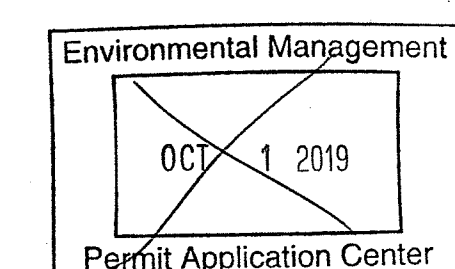 Environmental Management
OCT 1 2019
Permit Application Center